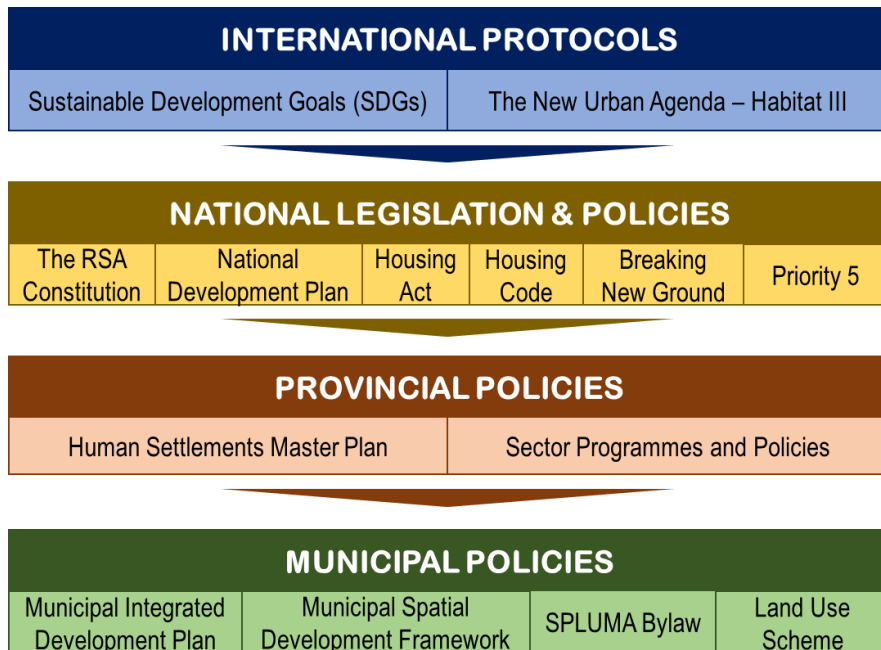 INTERNATIONAL PROTOCOLS
Sustainable Development Goals (SDGs)
The New Urban Agenda – Habitat III
NATIONAL LEGISLATION & POLICIES
The RSA
Constitution
National
Development Plan
Housing
Act
Housing
Code
Breaking
New Ground
Priority 5
PROVINCIAL POLICIES
Human Settlements Master Plan
Sector Programmes and Policies
MUNICIPAL POLICIES
Municipal Integrated
Development Plan
Municipal Spatial
Development Framework
SPLUMA Bylaw
Land Use
Scheme